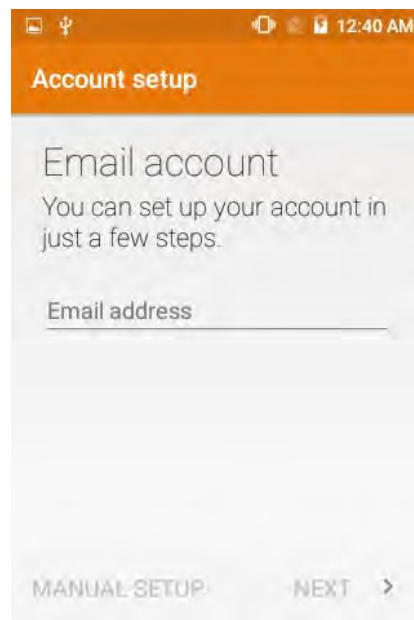 12:40 AM
Account setup
Email account
You can set up your account in
just a few steps.
Email address
MANUAL SETUP NEXT